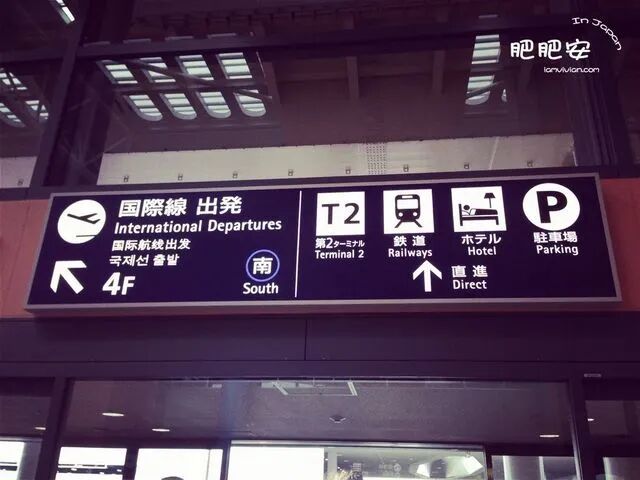 In Japan
肥肥安
iamvivian.com
国際線 出発
International Departures
国际航线出发
국제선 출발
4F
南
South
T2
第2ターミナル
Terminal 2
鉄道
Railways
ホテル
Hotel
P
駐車場
Parking
直進
Direct